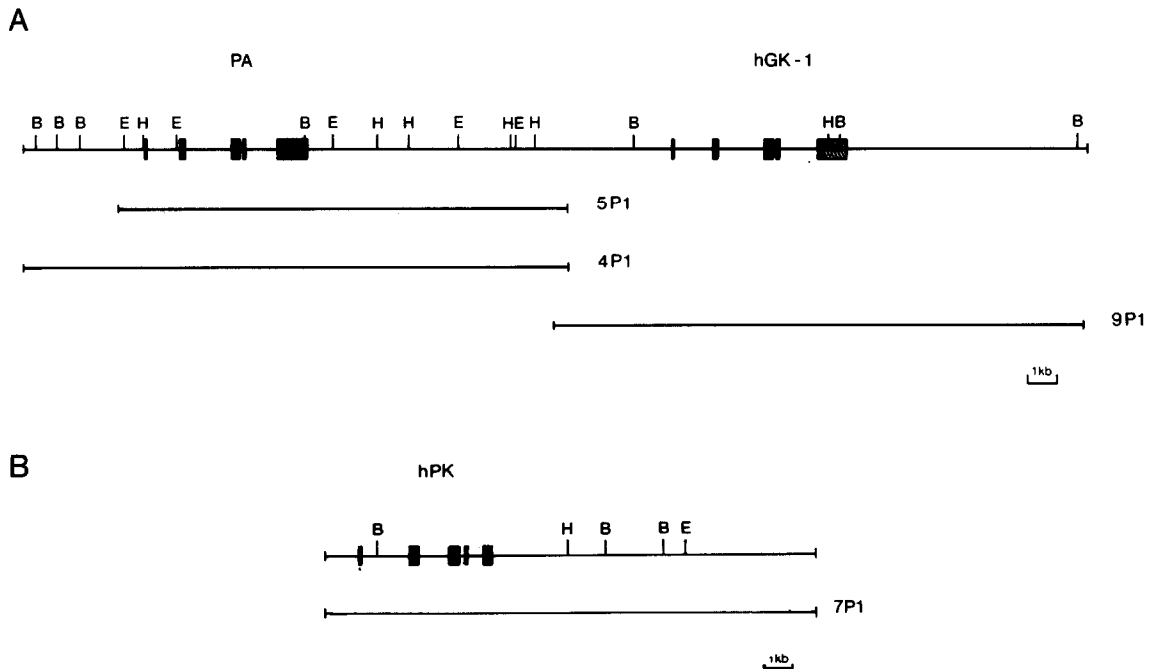 A
PA hGK-1
B B B E H E B E H H E H E H B H B B
5P1
4P1
9P1
1kb
B
hPK
B H B B E
7P1
1kb